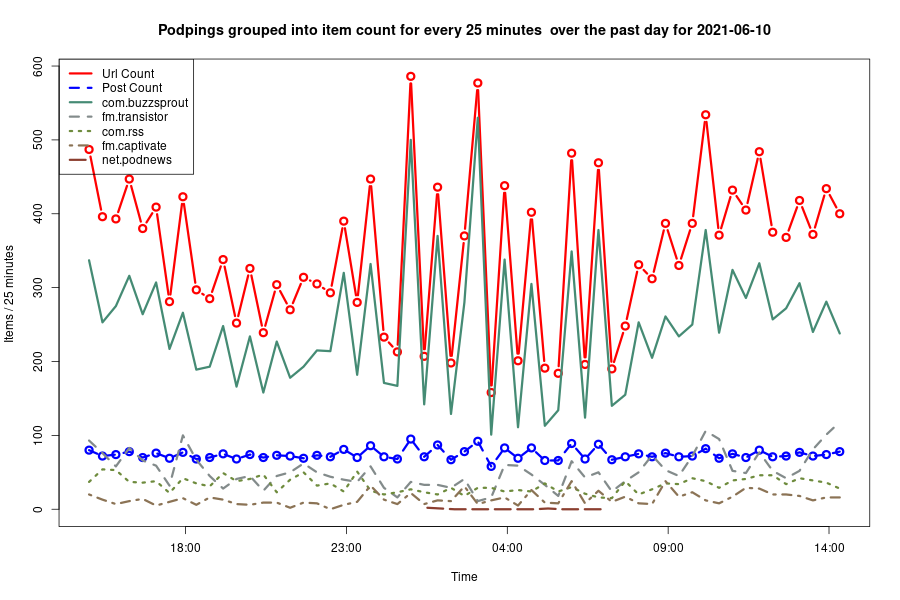 Podpings grouped into item count for every 25 minutes  over the past day for 2021-06-10
Url Count
Post Count
com.buzzsprout
fm.transistor
com.rss
fm.captivate
net.podnews
Items / 25 minutes
600
500
400
300
200
100
0
18:00 23:00 04:00 09:00 14:00
Time